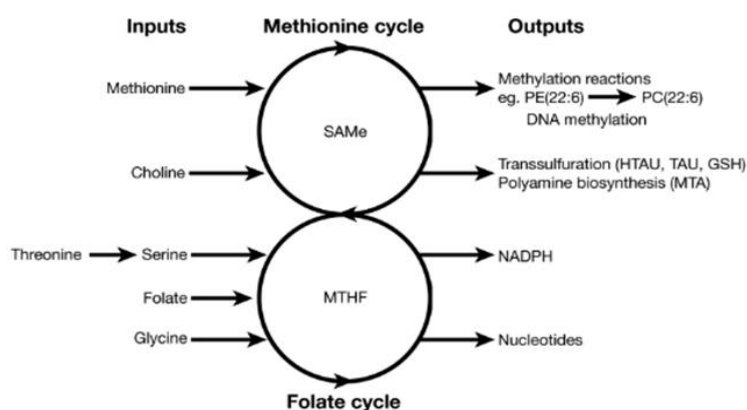 Inputs Methionine cycle Outputs
Methionine
SAMe
Methylation reactions
eg. PE(22:6) PC(22:6)
DNA methylation
Choline
Transsulfuration (HTAU, TAU, GSH)
Polyamine biosynthesis (MTA)
Threonine Serine
NADPH
Folate
MTHF
Glycine
Nucleotides
Folate cycle